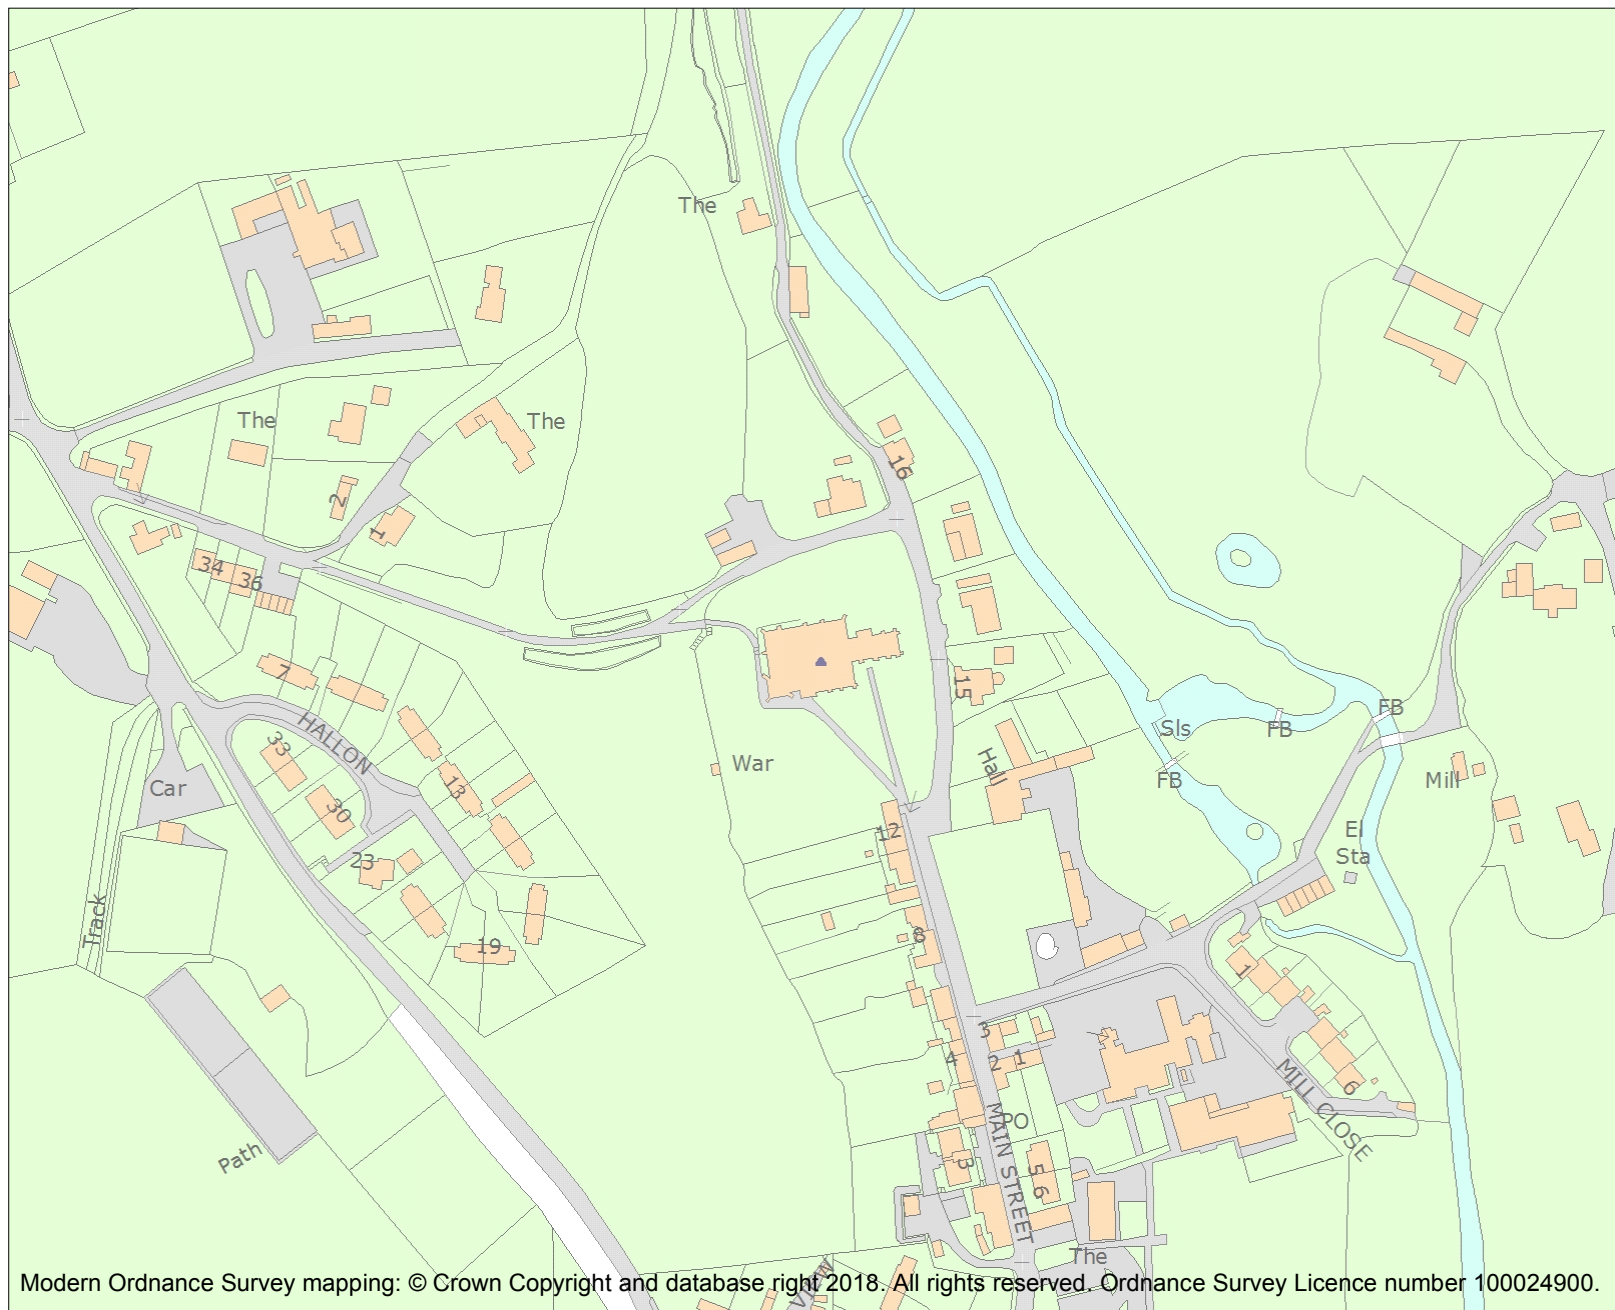 The
The
The
16
2
1
34
36
7
HALLON
33
30
13
23
19
Car
Track
Path
War
15
Hall
Sls
FB
FB
FB
Mill
El
Sta
12
8
1
3
4
2
1
6
MILL CLOSE
PO
MAIN STREET
3
5
6
The
VIEW
Modern Ordnance Survey mapping: © Crown Copyright and database right 2018. All rights reserved. Ordnance Survey Licence number 100024900.